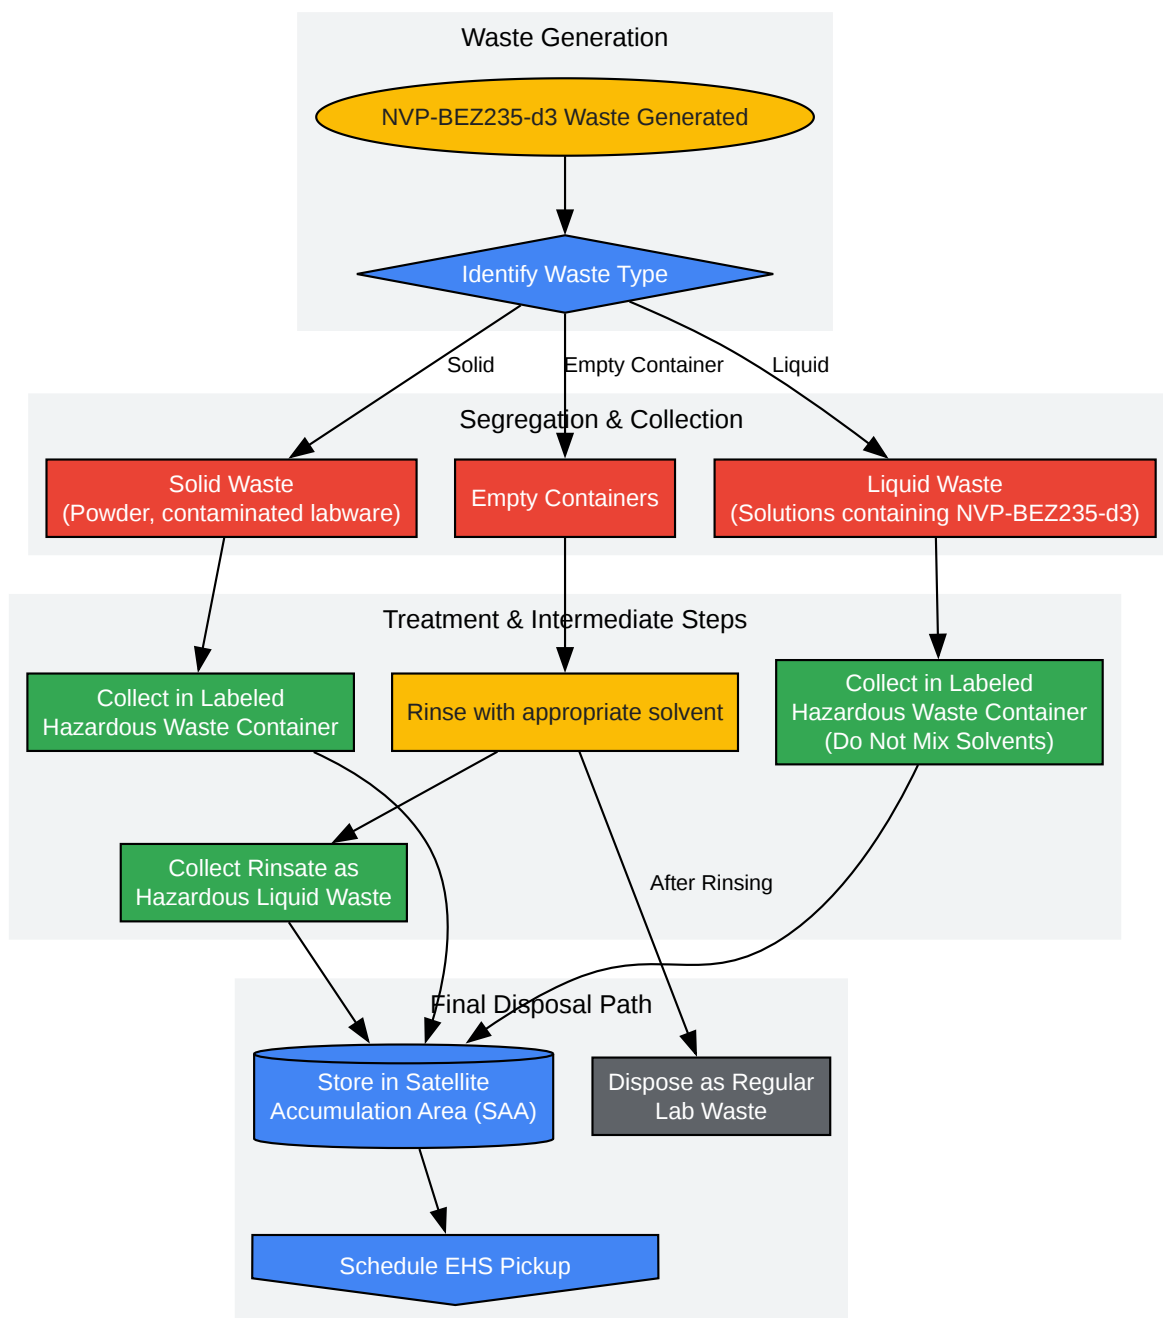 Waste Generation
NVP-BEZ235-d3 Waste Generated
Identify Waste Type
Solid
Empty Container
Liquid
Segregation & Collection
Solid Waste
(Powder, contaminated labware)
Empty Containers
Liquid Waste
(Solutions containing NVP-BEZ235-d3)
Treatment & Intermediate Steps
Collect in Labeled
Hazardous Waste Container
Rinse with appropriate solvent
Collect in Labeled
Hazardous Waste Container
(Do Not Mix Solvents)
Collect Rinsate as
Hazardous Liquid Waste
After Rinsing
Final Disposal Path
Store in Satellite
Accumulation Area (SAA)
Dispose as Regular
Lab Waste
Schedule EHS Pickup